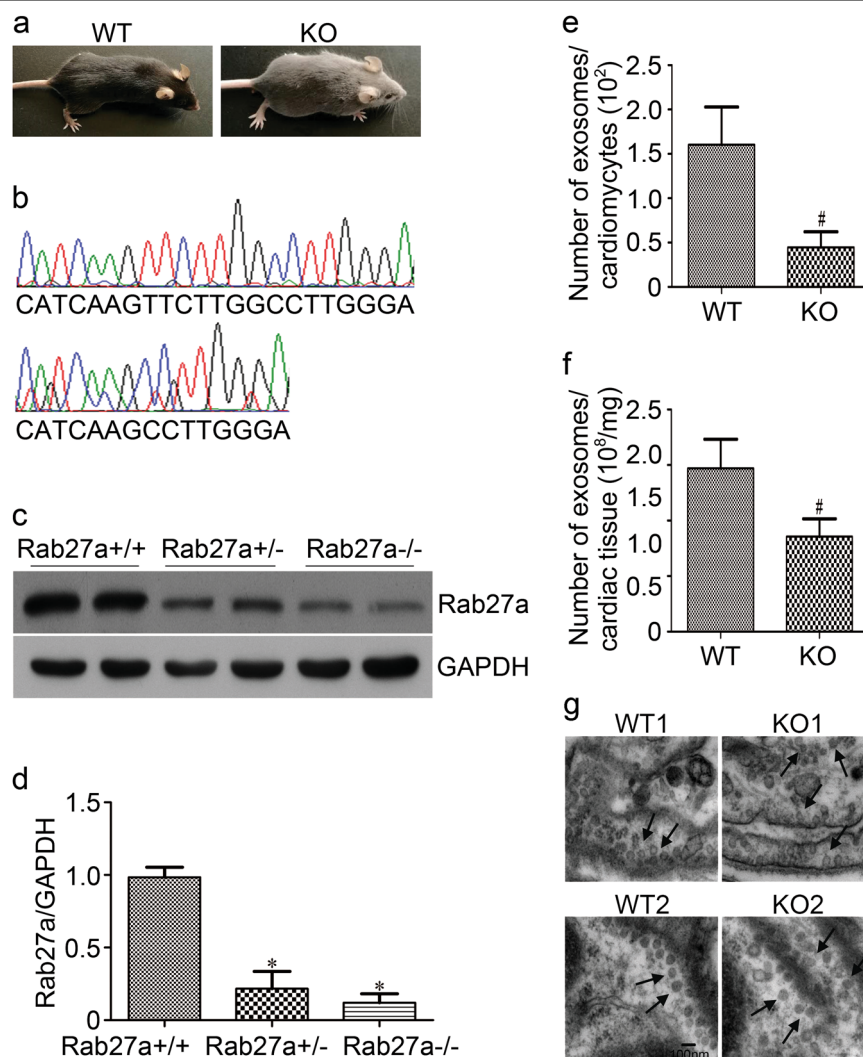 a
WT
KO
b
CATCAAGTTCTTGGCCTTGGGA
CATCAAGCCTTGGGA
c
Rab27a+/+
Rab27a+/-
Rab27a-/-
Rab27a
GAPDH
d
Rab27a/GAPDH
1.5
1.0
0.5
0
*
*
Rab27a+/+
Rab27a+/-
Rab27a-/-
e
Number of exosomes/
cardiomycytes (10²)
2.5
2.0
1.5
1.0
0.5
0
#
WT
KO
f
Number of exosomes/
cardiac tissue (10⁸/mg)
2.5
2.0
1.5
1.0
0.5
0
#
WT
KO
g
WT1
KO1
WT2
KO2
100nm